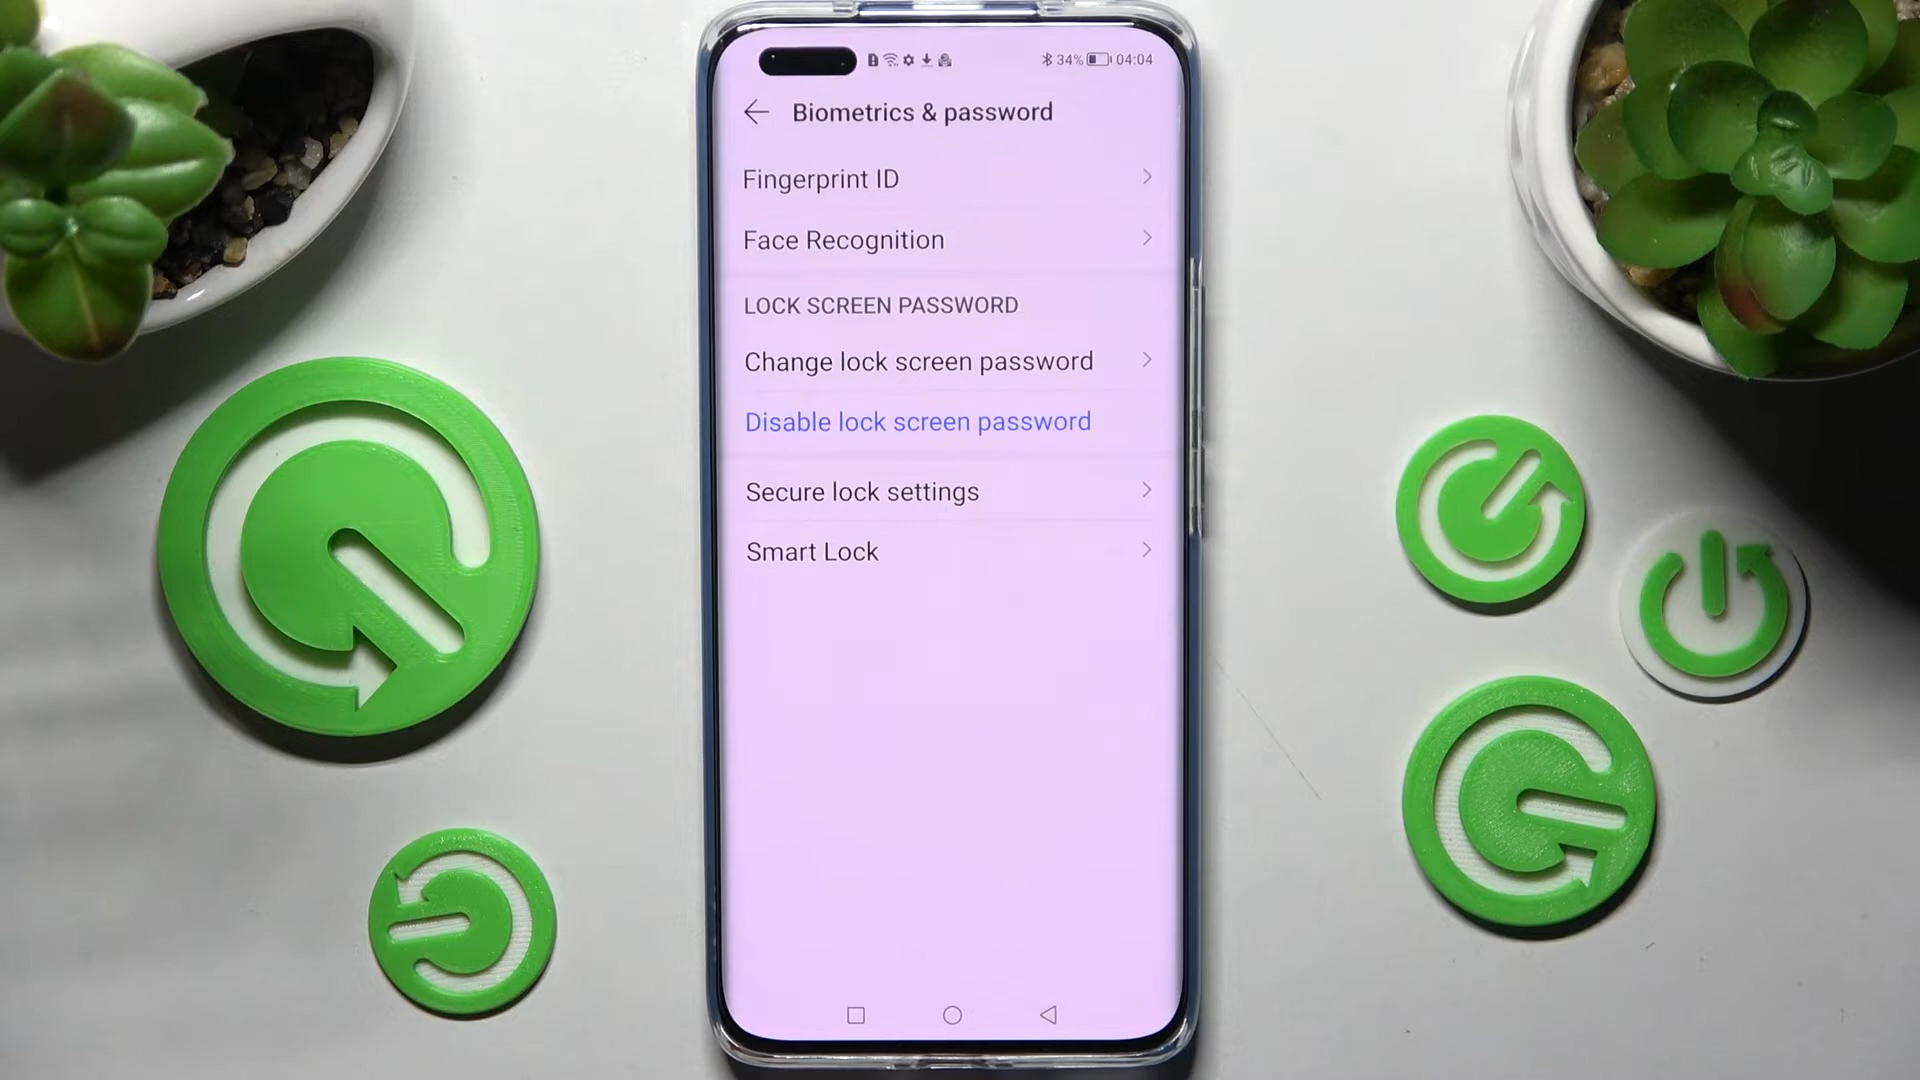 34% 04:04
Biometrics & password
Fingerprint ID
Face Recognition
LOCK SCREEN PASSWORD
Change lock screen password
Disable lock screen password
Secure lock settings
Smart Lock